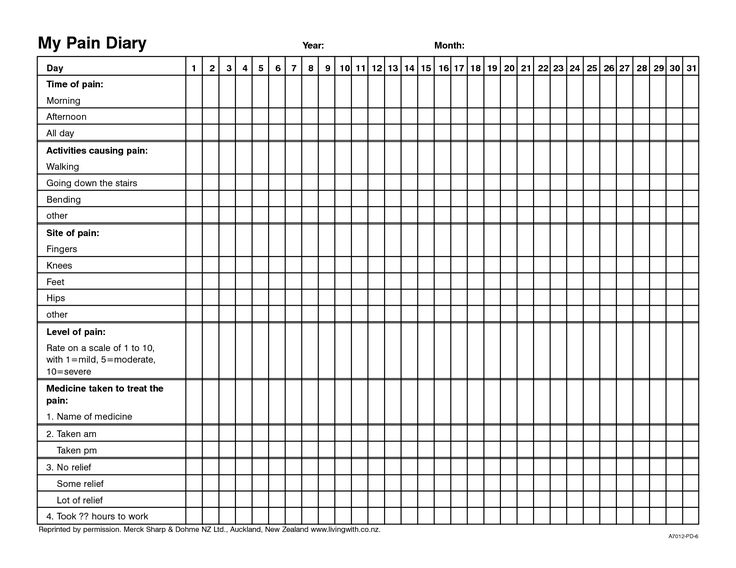 My Pain Diary Year: Month:
Day 1 2 3 4 5 6 7 8 9 10 11 12 13 14 15 16 17 18 19 20 21 22 23 24 25 26 27 28 29 30 31
Time of pain:
Morning
Afternoon
All day
Activities causing pain:
Walking
Going down the stairs
Bending
other
Site of pain:
Fingers
Knees
Feet
Hips
other
Level of pain:
Rate on a scale of 1 to 10,
with 1=mild, 5=moderate,
10=severe
Medicine taken to treat the
pain:
1. Name of medicine
2. Taken am
Taken pm
3. No relief
Some relief
Lot of relief
4. Took ?? hours to work
Reprinted by permission. Merck Sharp & Dohme NZ Ltd., Auckland, New Zealand www.livingwith.co.nz.
A7012-PD-6